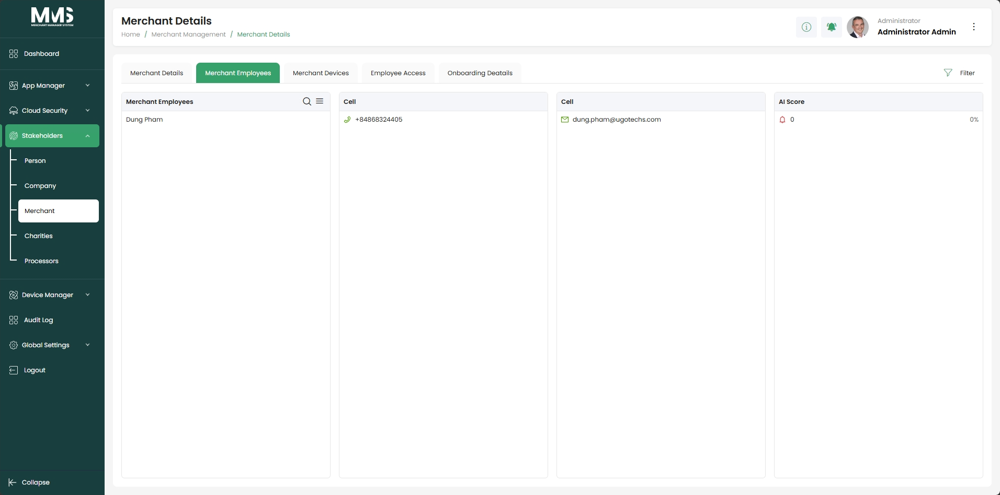 MMS
MERCHANT MANAGER SYSTEM
Dashboard
App Manager
Cloud Security
Stakeholders
Person
Company
Merchant
Charities
Processors
Device Manager
Audit Log
Global Settings
Logout
Collapse
Merchant Details
Home / Merchant Management / Merchant Details
Administrator
Administrator Admin
Merchant Details Merchant Employees Merchant Devices Employee Access Onboarding Deatails Filter
Merchant Employees Cell Cell AI Score
Dung Pham +84868324405 dung.pham@ugotechs.com 0 0%